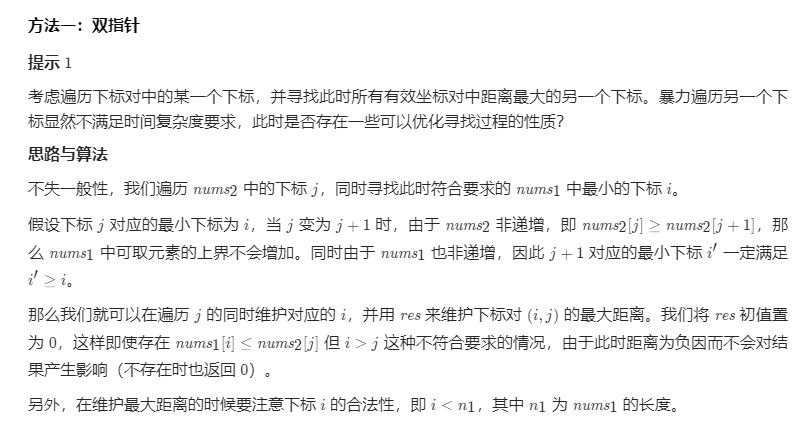 方法一：双指针
提示 1
考虑遍历下标对中的某一个下标，并寻找此时所有有效坐标对中距离最大的另一个下标。暴力遍历另一个下
标显然不满足时间复杂度要求，此时是否存在一些可以优化寻找过程的性质？
思路与算法
不失一般性，我们遍历 nums2 中的下标 j，同时寻找此时符合要求的 nums1 中最小的下标 i。
假设下标 j 对应的最小下标为 i，当 j 变为 j + 1 时，由于 nums2 非递增，即 nums2[j] ≥ nums2[j + 1]，那
么 nums1 中可取元素的上界不会增加。同时由于 nums1 也非递增，因此 j + 1 对应的最小下标 i′ 一定满足
i′ ≥ i。
那么我们就可以在遍历 j 的同时维护对应的 i，并用 res 来维护下标对 (i, j) 的最大距离。我们将 res 初值置
为 0，这样即使存在 nums1[i] ≤ nums2[j] 但 i > j 这种不符合要求的情况，由于此时距离为负因而不会对结
果产生影响（不存在时也返回 0）。
另外，在维护最大距离的时候要注意下标 i 的合法性，即 i < n1，其中 n1 为 nums1 的长度。